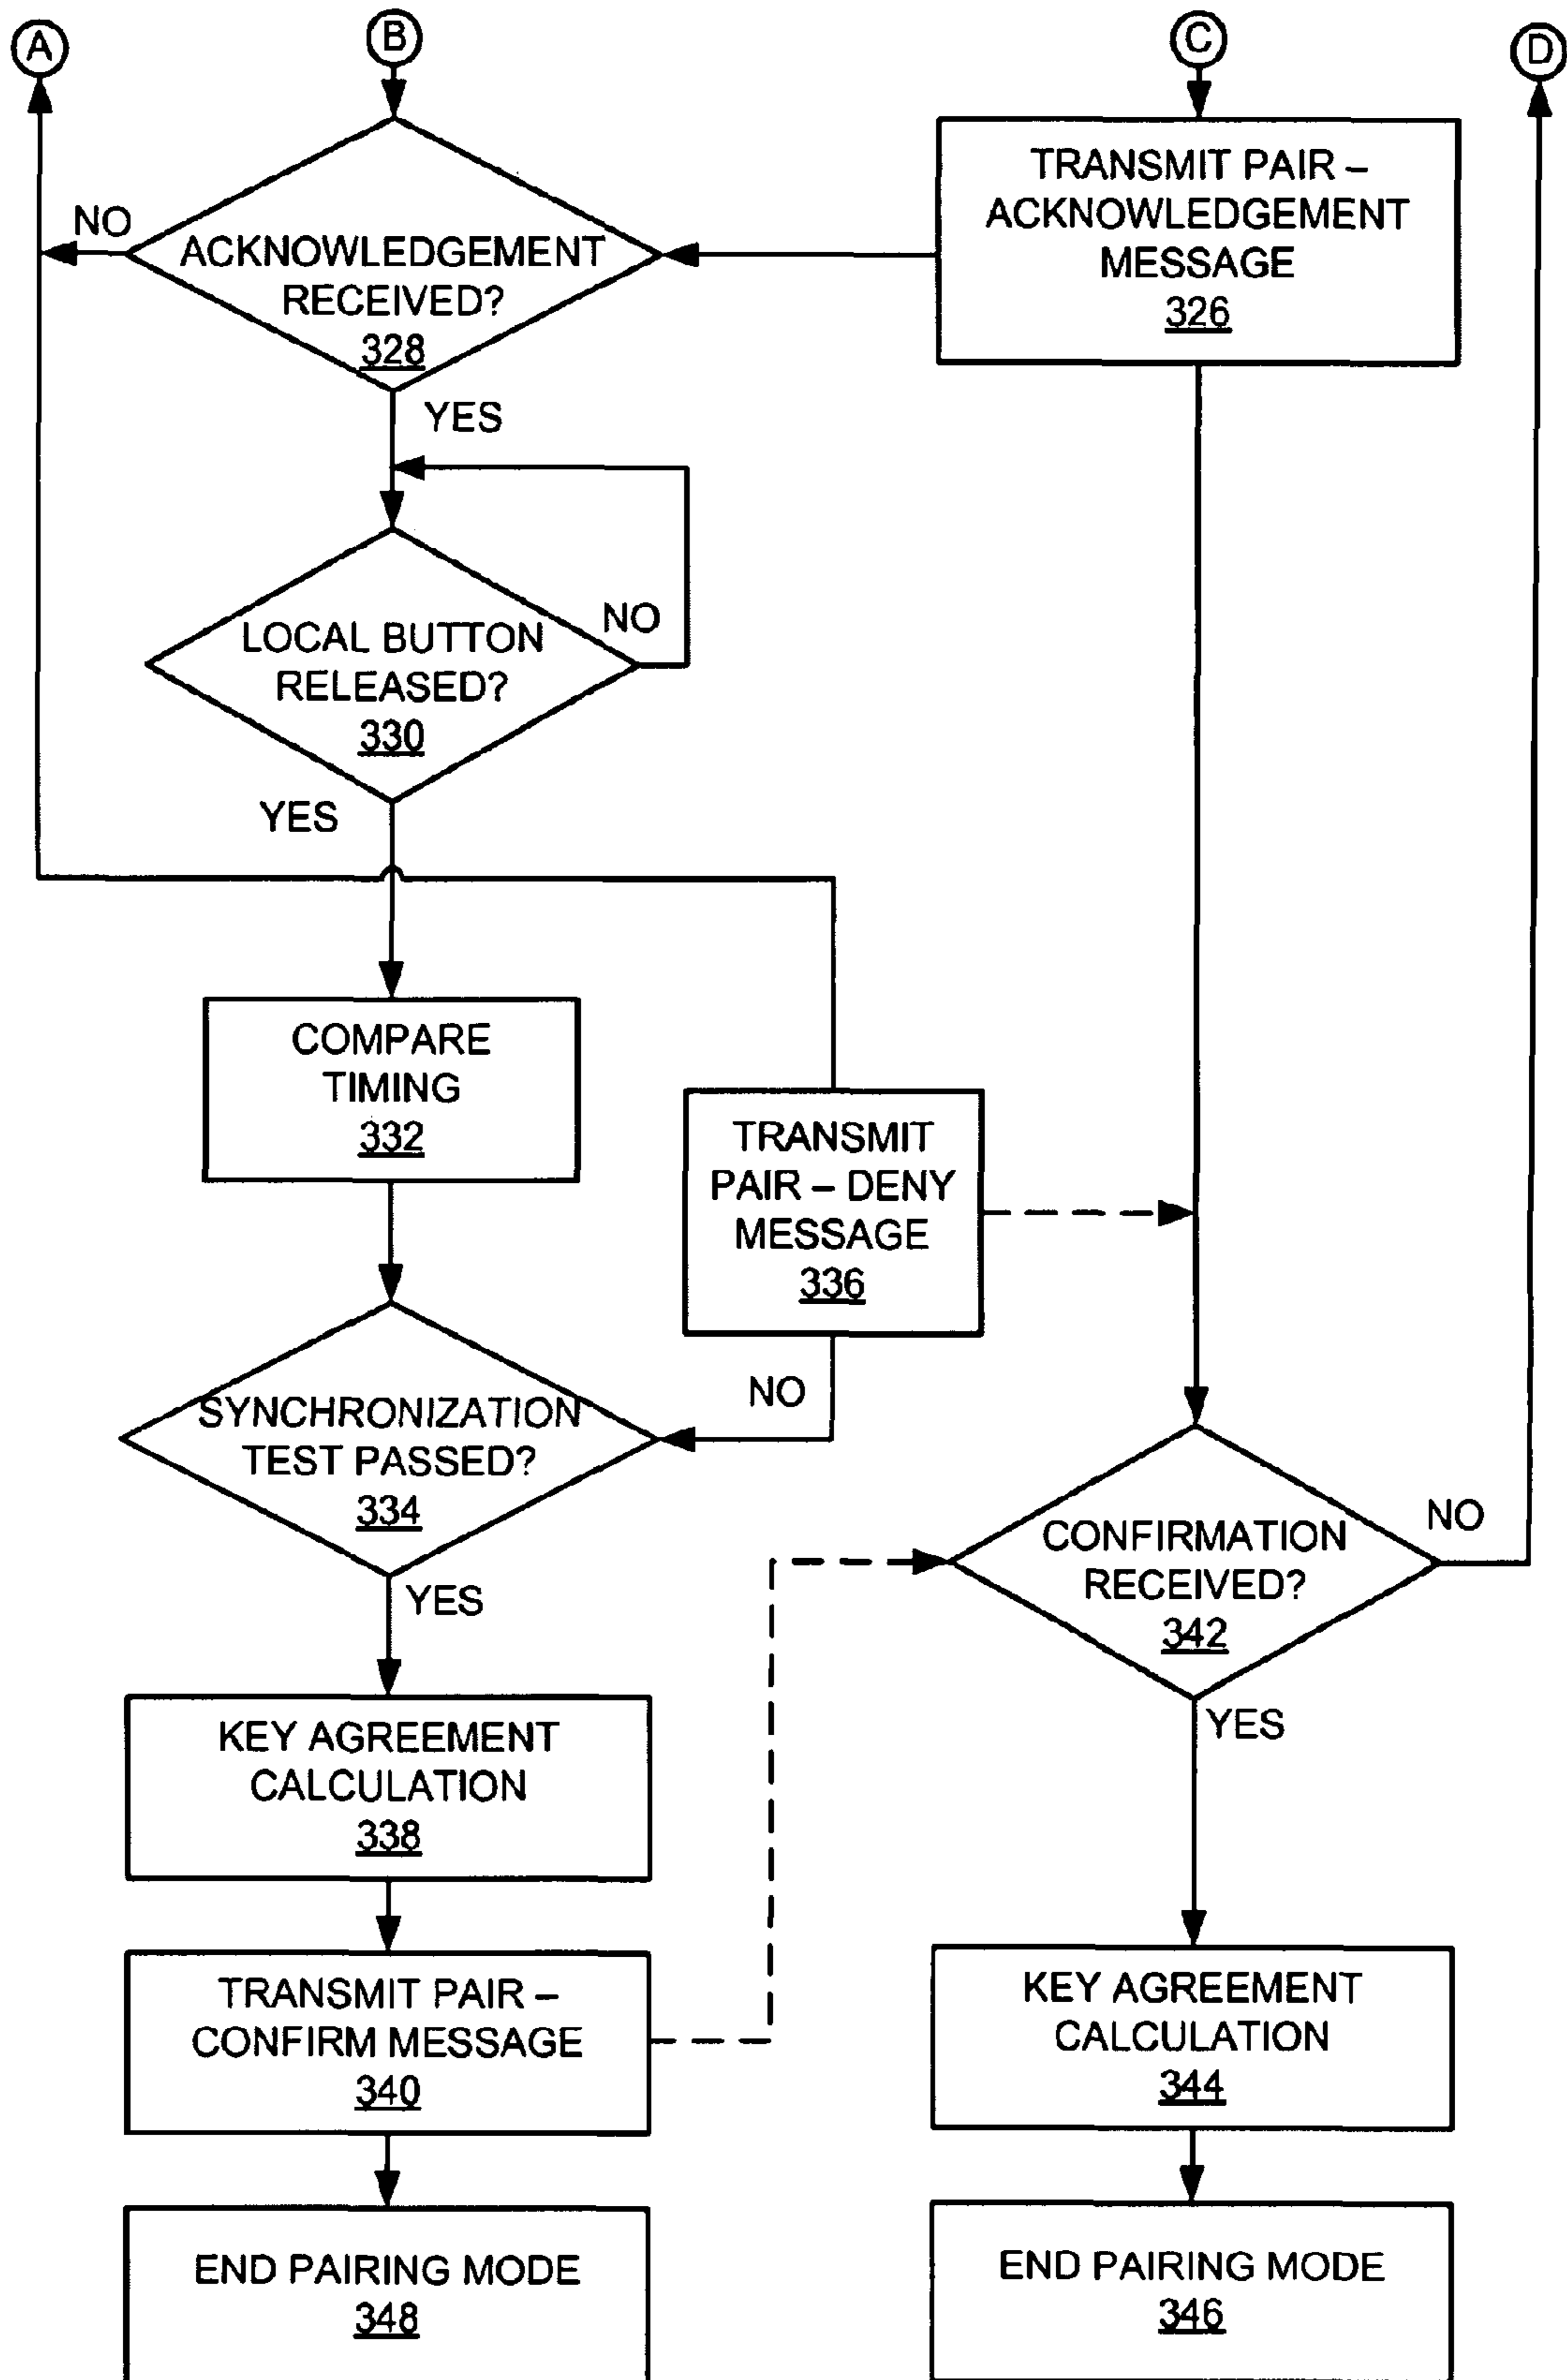 A
B
C
D
TRANSMIT PAIR –
ACKNOWLEDGEMENT
MESSAGE
326
NO
ACKNOWLEDGEMENT
RECEIVED?
328
YES
LOCAL BUTTON
RELEASED?
330
NO
YES
COMPARE
TIMING
332
TRANSMIT
PAIR – DENY
MESSAGE
336
NO
SYNCHRONIZATION
TEST PASSED?
334
YES
CONFIRMATION
RECEIVED?
342
NO
YES
KEY AGREEMENT
CALCULATION
338
TRANSMIT PAIR –
CONFIRM MESSAGE
340
KEY AGREEMENT
CALCULATION
344
END PAIRING MODE
348
END PAIRING MODE
346